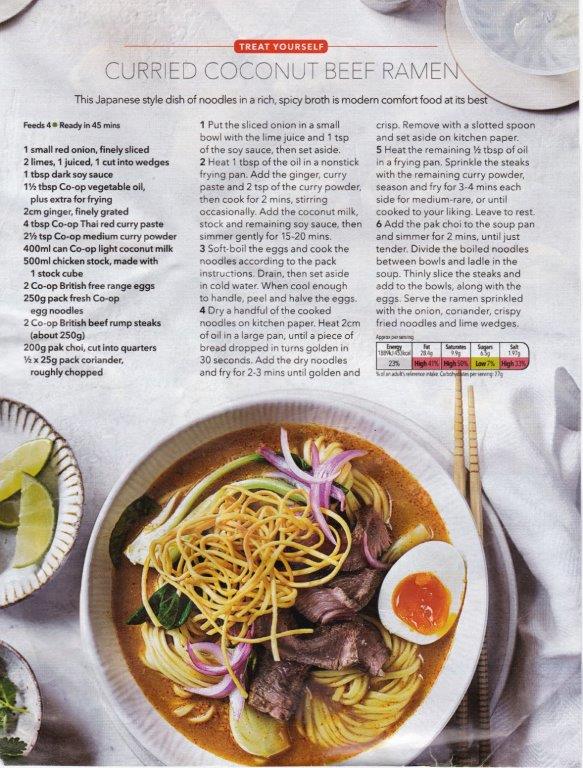 TREAT YOURSELF
CURRIED COCONUT BEEF RAMEN
This Japanese style dish of noodles in a rich, spicy broth is modern comfort food at its best
Feeds 4 ● Ready in 45 mins
1 small red onion, finely sliced
2 limes, 1 juiced, 1 cut into wedges
1 tbsp dark soy sauce
1½ tbsp Co-op vegetable oil,
plus extra for frying
2cm ginger, finely grated
4 tbsp Co-op Thai red curry paste
2½ tsp Co-op medium curry powder
400ml can Co-op light coconut milk
500ml chicken stock, made with
1 stock cube
2 Co-op British free range eggs
250g pack fresh Co-op
egg noodles
2 Co-op British beef rump steaks
(about 250g)
200g pak choi, cut into quarters
½ x 25g pack coriander,
roughly chopped
1 Put the sliced onion in a small
bowl with the lime juice and 1 tsp
of the soy sauce, then set aside.
2 Heat 1 tbsp of the oil in a nonstick
frying pan. Add the ginger, curry
paste and 2 tsp of the curry powder,
then cook for 2 mins, stirring
occasionally. Add the coconut milk,
stock and remaining soy sauce, then
simmer gently for 15-20 mins.
3 Soft-boil the eggs and cook the
noodles according to the pack
instructions. Drain, then set aside
in cold water. When cool enough
to handle, peel and halve the eggs.
4 Dry a handful of the cooked
noodles on kitchen paper. Heat 2cm
of oil in a large pan, until a piece of
bread dropped in turns golden in
30 seconds. Add the dry noodles
and fry for 2-3 mins until golden and
crisp. Remove with a slotted spoon
and set aside on kitchen paper.
5 Heat the remaining ½ tbsp of oil
in a frying pan. Sprinkle the steaks
with the remaining curry powder,
season and fry for 3-4 mins each
side for medium-rare, or until
cooked to your liking. Leave to rest.
6 Add the pak choi to the soup pan
and simmer for 2 mins, until just
tender. Divide the boiled noodles
between bowls and ladle in the
soup. Thinly slice the steaks and
add to the bowls, along with the
eggs. Serve the ramen sprinkled
with the onion, coriander, crispy
fried noodles and lime wedges.
Approx per serving
Energy Fat Saturates Sugars Salt
1889kJ/453kcal 28.4g 9.9g 6.5g 1.97g
23% High 41% High 50% Low 7% High 33%
% of an adult's reference intake. Carbohydrates per serving: 27g